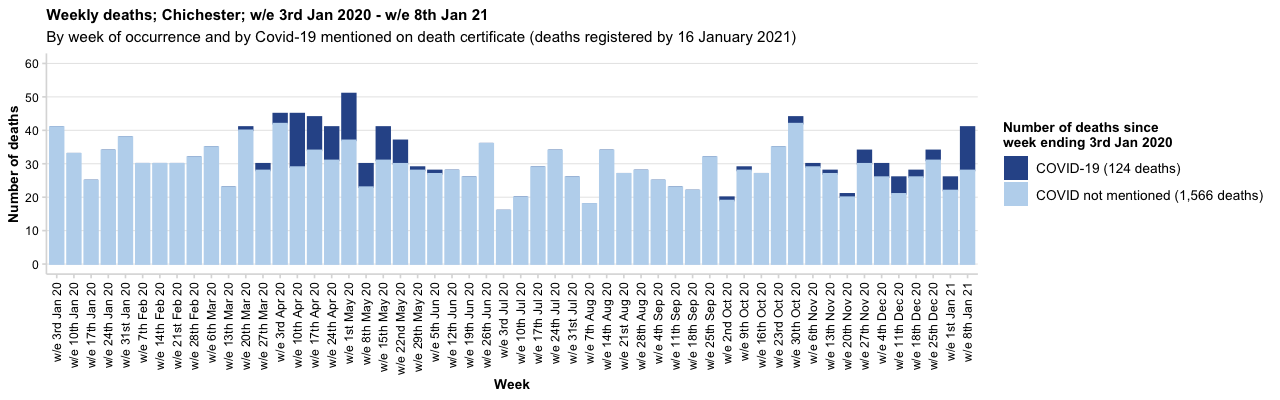 Weekly deaths; Chichester; w/e 3rd Jan 2020 - w/e 8th Jan 21
By week of occurrence and by Covid-19 mentioned on death certificate (deaths registered by 16 January 2021)
Number of deaths
60
50
40
30
20
10
0
w/e 3rd Jan 20
w/e 10th Jan 20
w/e 17th Jan 20
w/e 24th Jan 20
w/e 31st Jan 20
w/e 7th Feb 20
w/e 14th Feb 20
w/e 21st Feb 20
w/e 28th Feb 20
w/e 6th Mar 20
w/e 13th Mar 20
w/e 20th Mar 20
w/e 27th Mar 20
w/e 3rd Apr 20
w/e 10th Apr 20
w/e 17th Apr 20
w/e 24th Apr 20
w/e 1st May 20
w/e 8th May 20
w/e 15th May 20
w/e 22nd May 20
w/e 29th May 20
w/e 5th Jun 20
w/e 12th Jun 20
w/e 19th Jun 20
w/e 26th Jun 20
w/e 3rd Jul 20
w/e 10th Jul 20
w/e 17th Jul 20
w/e 24th Jul 20
w/e 31st Jul 20
w/e 7th Aug 20
w/e 14th Aug 20
w/e 21st Aug 20
w/e 28th Aug 20
w/e 4th Sep 20
w/e 11th Sep 20
w/e 18th Sep 20
w/e 25th Sep 20
w/e 2nd Oct 20
w/e 9th Oct 20
w/e 16th Oct 20
w/e 23rd Oct 20
w/e 30th Oct 20
w/e 6th Nov 20
w/e 13th Nov 20
w/e 20th Nov 20
w/e 27th Nov 20
w/e 4th Dec 20
w/e 11th Dec 20
w/e 18th Dec 20
w/e 25th Dec 20
w/e 1st Jan 21
w/e 8th Jan 21
Week
Number of deaths since
week ending 3rd Jan 2020
COVID-19 (124 deaths)
COVID not mentioned (1,566 deaths)